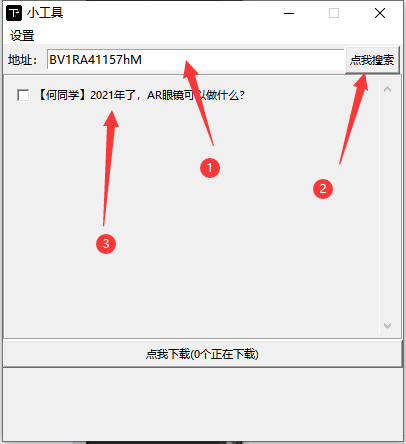 小工具
设置
地址： BV1RA41157hM 点我搜索
【何同学】2021年了，AR眼镜可以做什么？
1
2
3
点我下载(0个正在下载)